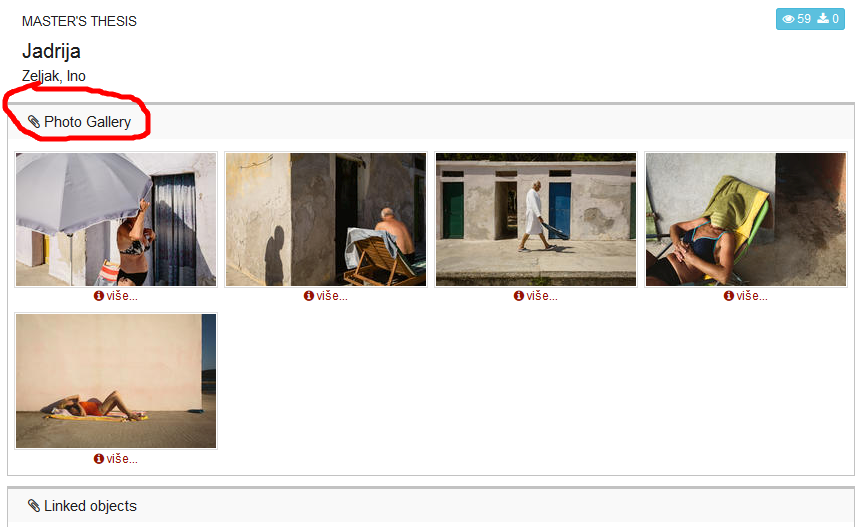 MASTER'S THESIS
59 0
Jadrija
Zeljak, Ino
Photo Gallery
više...
više...
više...
više...
više...
Linked objects